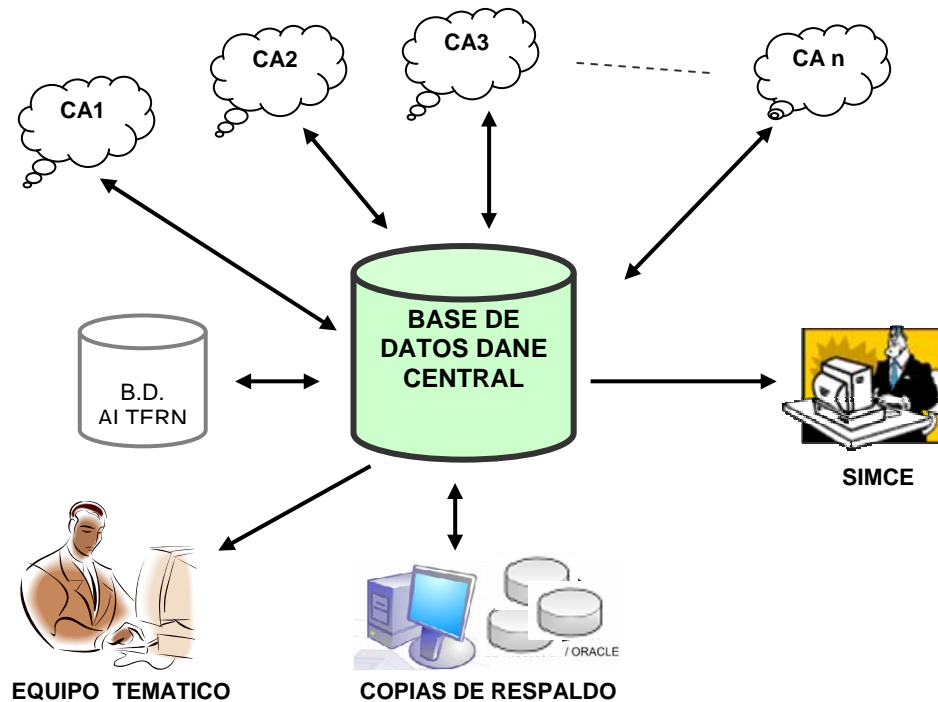 CA1
CA2
CA3
CA n
BASE DE
DATOS DANE
CENTRAL
B.D.
AI TFRN
SIMCE
/ ORACLE
EQUIPO TEMATICO
COPIAS DE RESPALDO